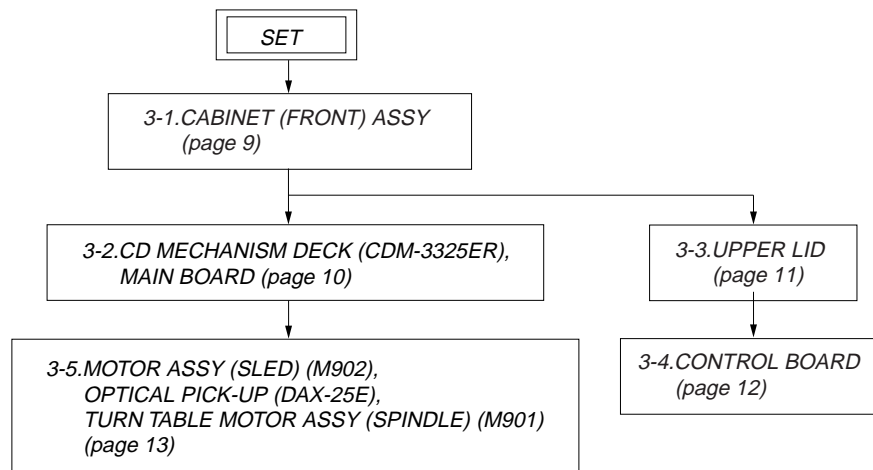 SET
3-1.CABINET (FRONT) ASSY
(page 9)
3-2.CD MECHANISM DECK (CDM-3325ER),
MAIN BOARD (page 10)
3-3.UPPER LID
(page 11)
3-5.MOTOR ASSY (SLED) (M902),
OPTICAL PICK-UP (DAX-25E),
TURN TABLE MOTOR ASSY (SPINDLE) (M901)
(page 13)
3-4.CONTROL BOARD
(page 12)